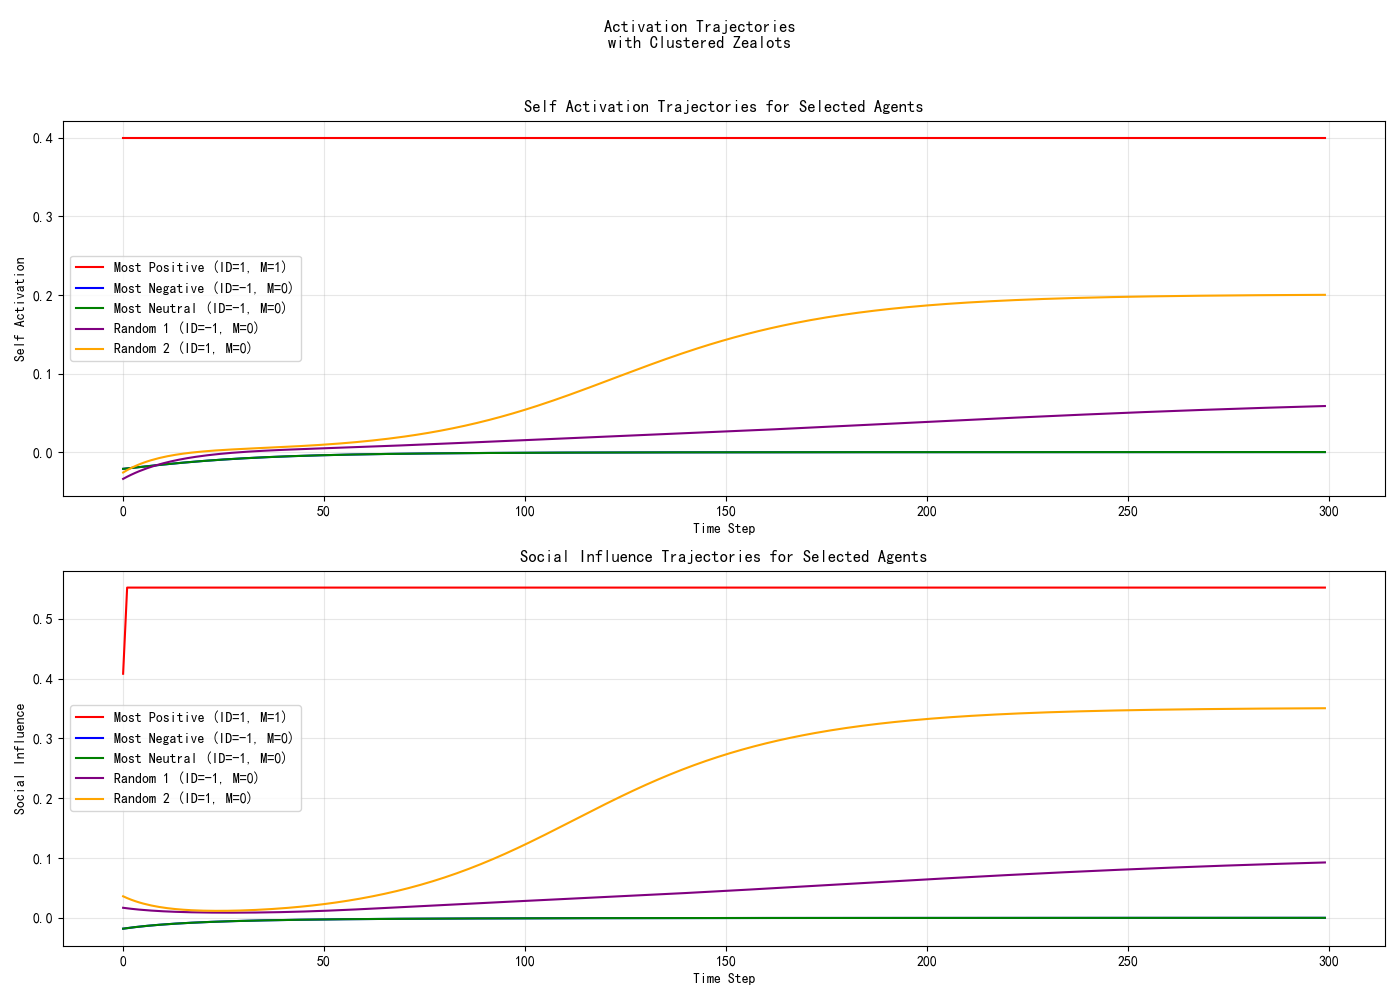 Activation Trajectories
with Clustered Zealots
Self Activation Trajectories for Selected Agents
Self Activation
0.4
0.3
0.2
0.1
0.0
Most Positive (ID=1, M=1)
Most Negative (ID=-1, M=0)
Most Neutral (ID=-1, M=0)
Random 1 (ID=-1, M=0)
Random 2 (ID=1, M=0)
0 50 100 150 200 250 300
Time Step
Social Influence Trajectories for Selected Agents
Social Influence
0.5
0.4
0.3
0.2
0.1
0.0
Most Positive (ID=1, M=1)
Most Negative (ID=-1, M=0)
Most Neutral (ID=-1, M=0)
Random 1 (ID=-1, M=0)
Random 2 (ID=1, M=0)
0 50 100 150 200 250 300
Time Step